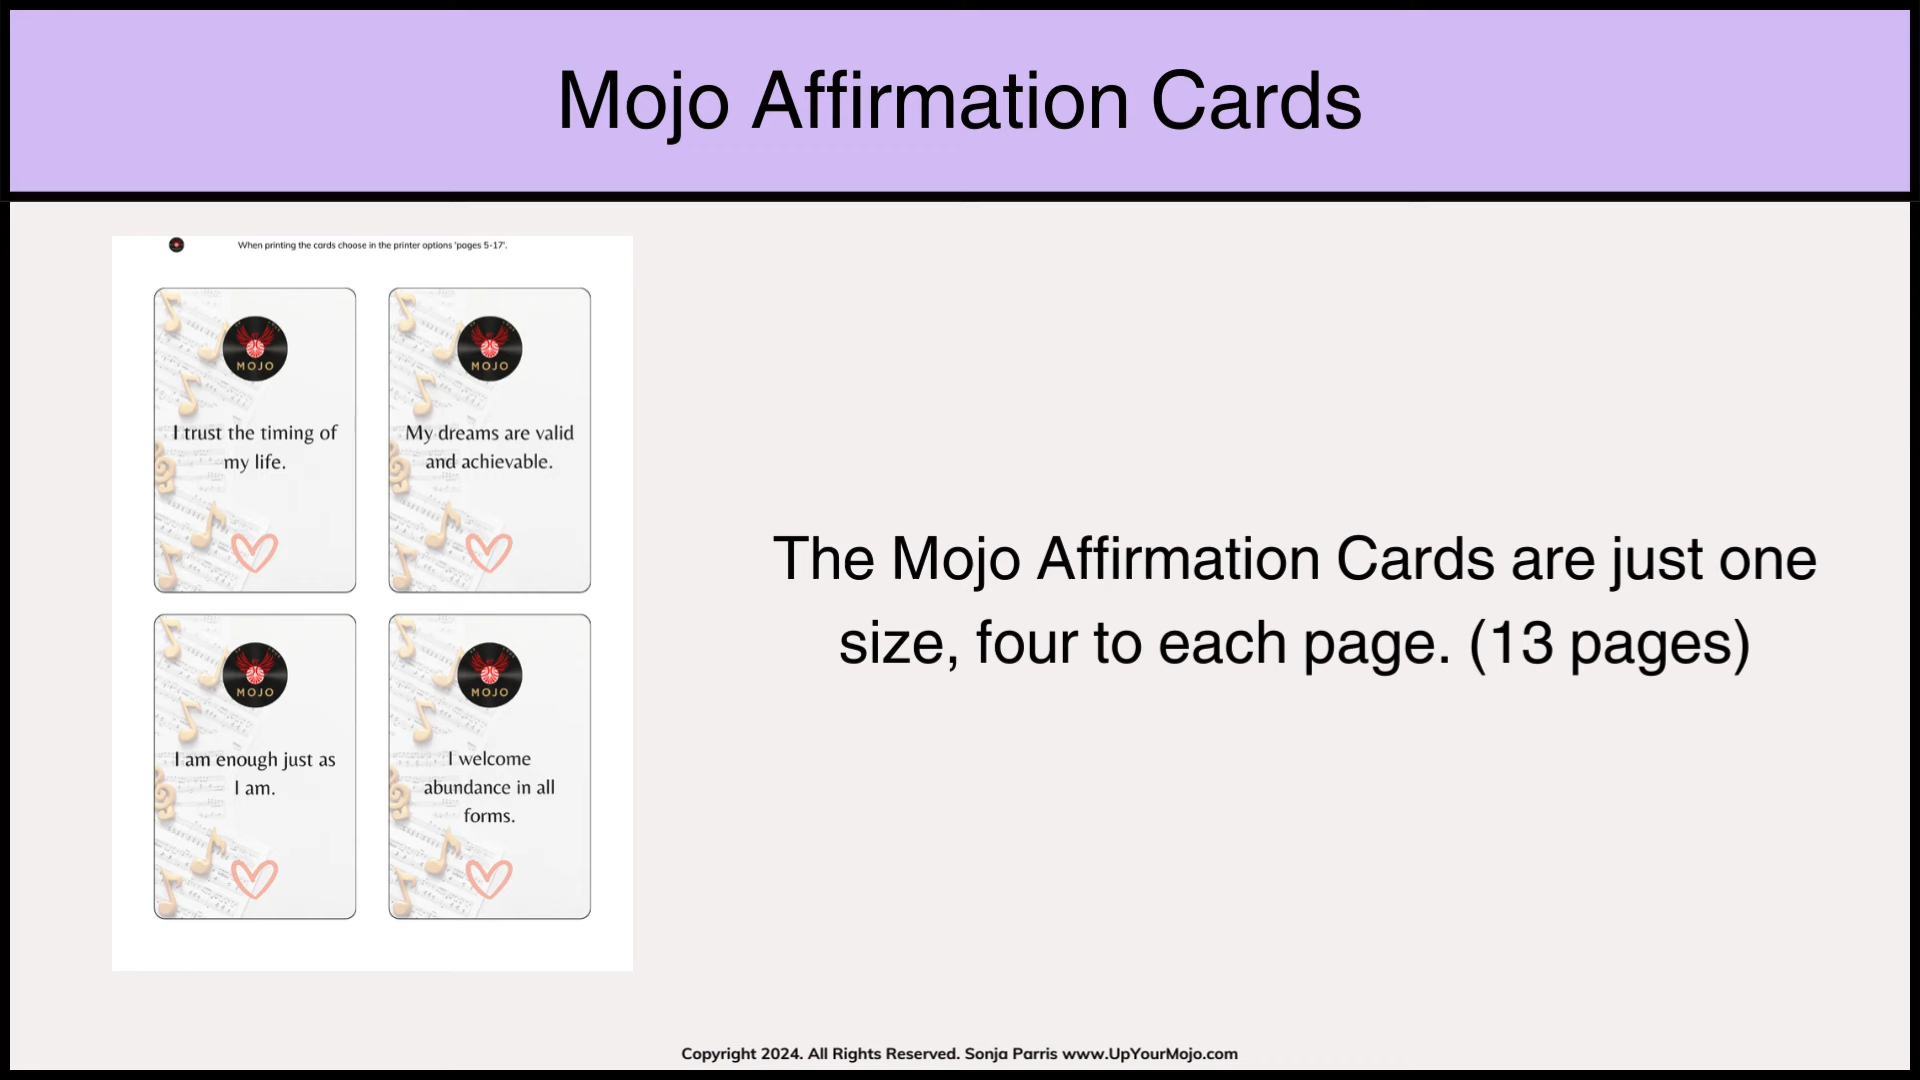 Mojo Affirmation Cards
When printing the cards choose in the printer options 'pages 5-17'.
MOJO
I trust the timing of
my life.
MOJO
My dreams are valid
and achievable.
MOJO
I am enough just as
I am.
MOJO
I welcome
abundance in all
forms.
The Mojo Affirmation Cards are just one
size, four to each page. (13 pages)
Copyright 2024. All Rights Reserved. Sonja Parris www.UpYourMojo.com